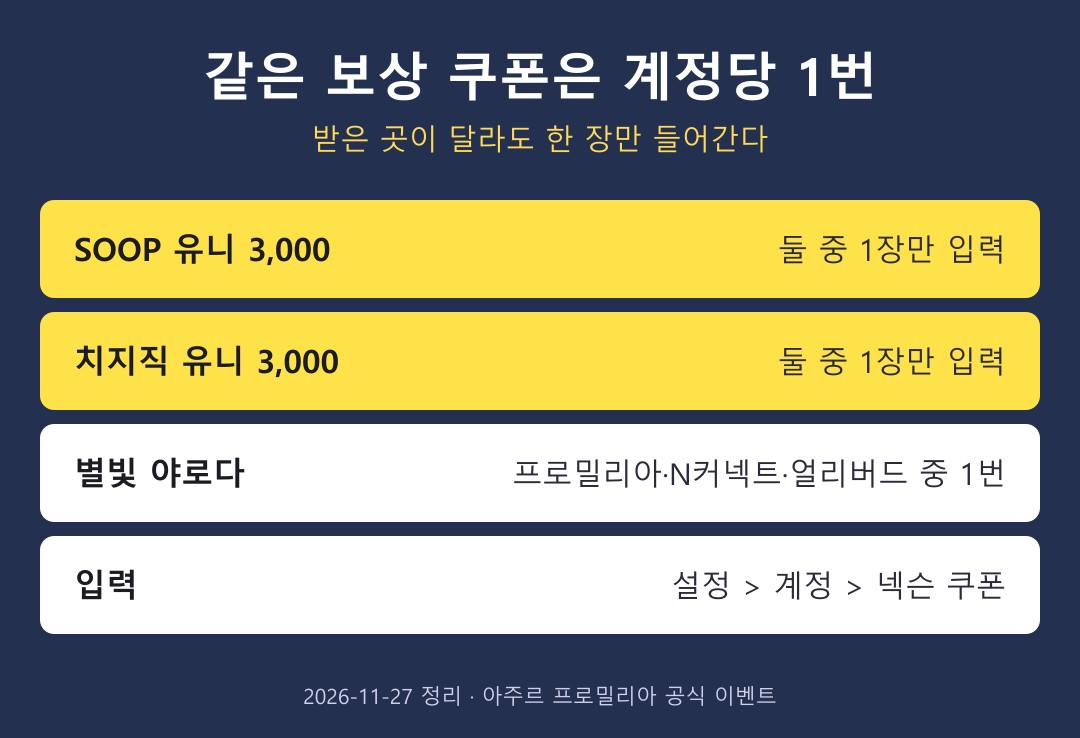 같은 보상 쿠폰은 계정당 1번
받은 곳이 달라도 한 장만 들어간다
SOOP 유니 3,000 둘 중 1장만 입력
치지직 유니 3,000 둘 중 1장만 입력
별빛 야로다 프로밀리아·N커넥트·얼리버드 중 1번
입력 설정 > 계정 > 넥슨 쿠폰
2026-11-27 정리 · 아주르 프로밀리아 공식 이벤트